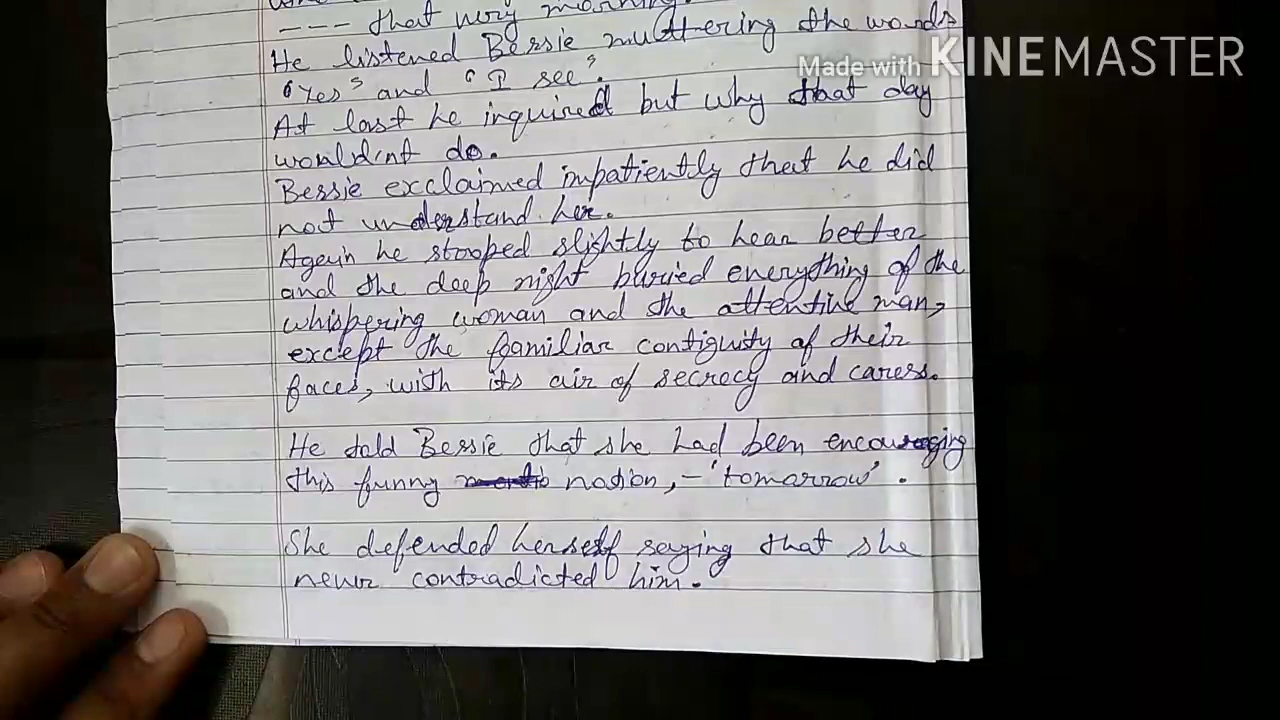 ---- that very morning.
He listened Bessie muttering the words
"Yes" and "I see".
At last he inquired but why that day
wouldn't do.
Bessie exclaimed impatiently that he did
not understand her.
Again he stooped slightly to hear better
and the deep night buried everything of the
whispering woman and the attentive man,
except the familiar contiguity of their
faces, with its air of secrecy and caress.
He told Bessie that she had been encouraging
this funny notion, - 'tomorrow'.
She defended herself saying that she
never contradicted him.
Made with KINEMASTER